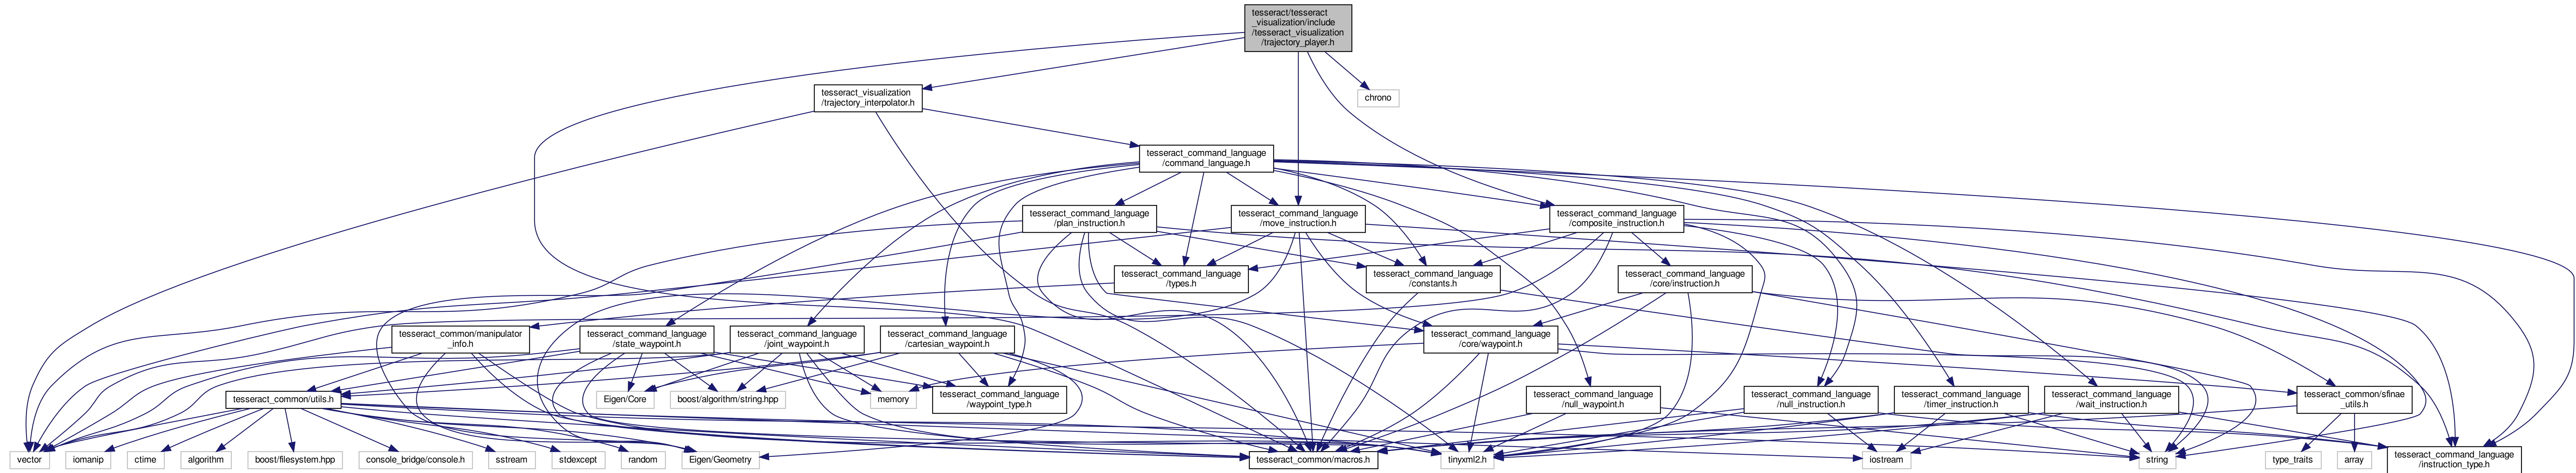 tesseract/tesseract
_visualization/include
/tesseract_visualization
/trajectory_player.h
tesseract_visualization
/trajectory_interpolator.h
chrono
tesseract_command_language
/command_language.h
tesseract_command_language
/plan_instruction.h
tesseract_command_language
/move_instruction.h
tesseract_command_language
/composite_instruction.h
tesseract_command_language
/types.h
tesseract_command_language
/constants.h
tesseract_command_language
/core/instruction.h
tesseract_common/manipulator
_info.h
tesseract_command_language
/state_waypoint.h
tesseract_command_language
/joint_waypoint.h
tesseract_command_language
/cartesian_waypoint.h
tesseract_command_language
/core/waypoint.h
tesseract_common/utils.h
Eigen/Core
boost/algorithm/string.hpp
memory
tesseract_command_language
/waypoint_type.h
tesseract_command_language
/null_waypoint.h
tesseract_command_language
/null_instruction.h
tesseract_command_language
/timer_instruction.h
tesseract_command_language
/wait_instruction.h
tesseract_common/sfinae
_utils.h
vector
iomanip
ctime
algorithm
boost/filesystem.hpp
console_bridge/console.h
sstream
stdexcept
random
Eigen/Geometry
tesseract_common/macros.h
tinyxml2.h
iostream
string
type_traits
array
tesseract_command_language
/instruction_type.h